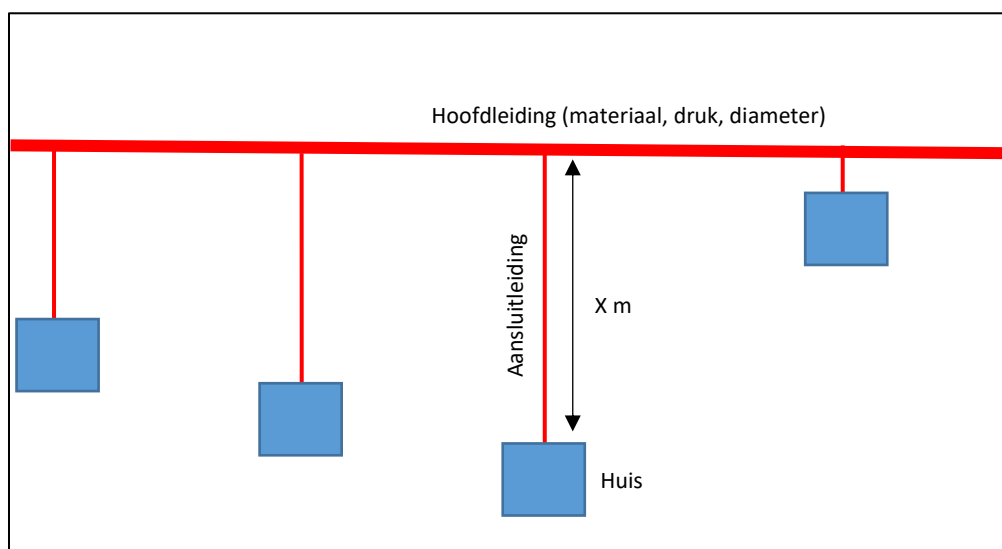 Hoofdleiding (materiaal, druk, diameter)
Aansluitleiding
X m
Huis